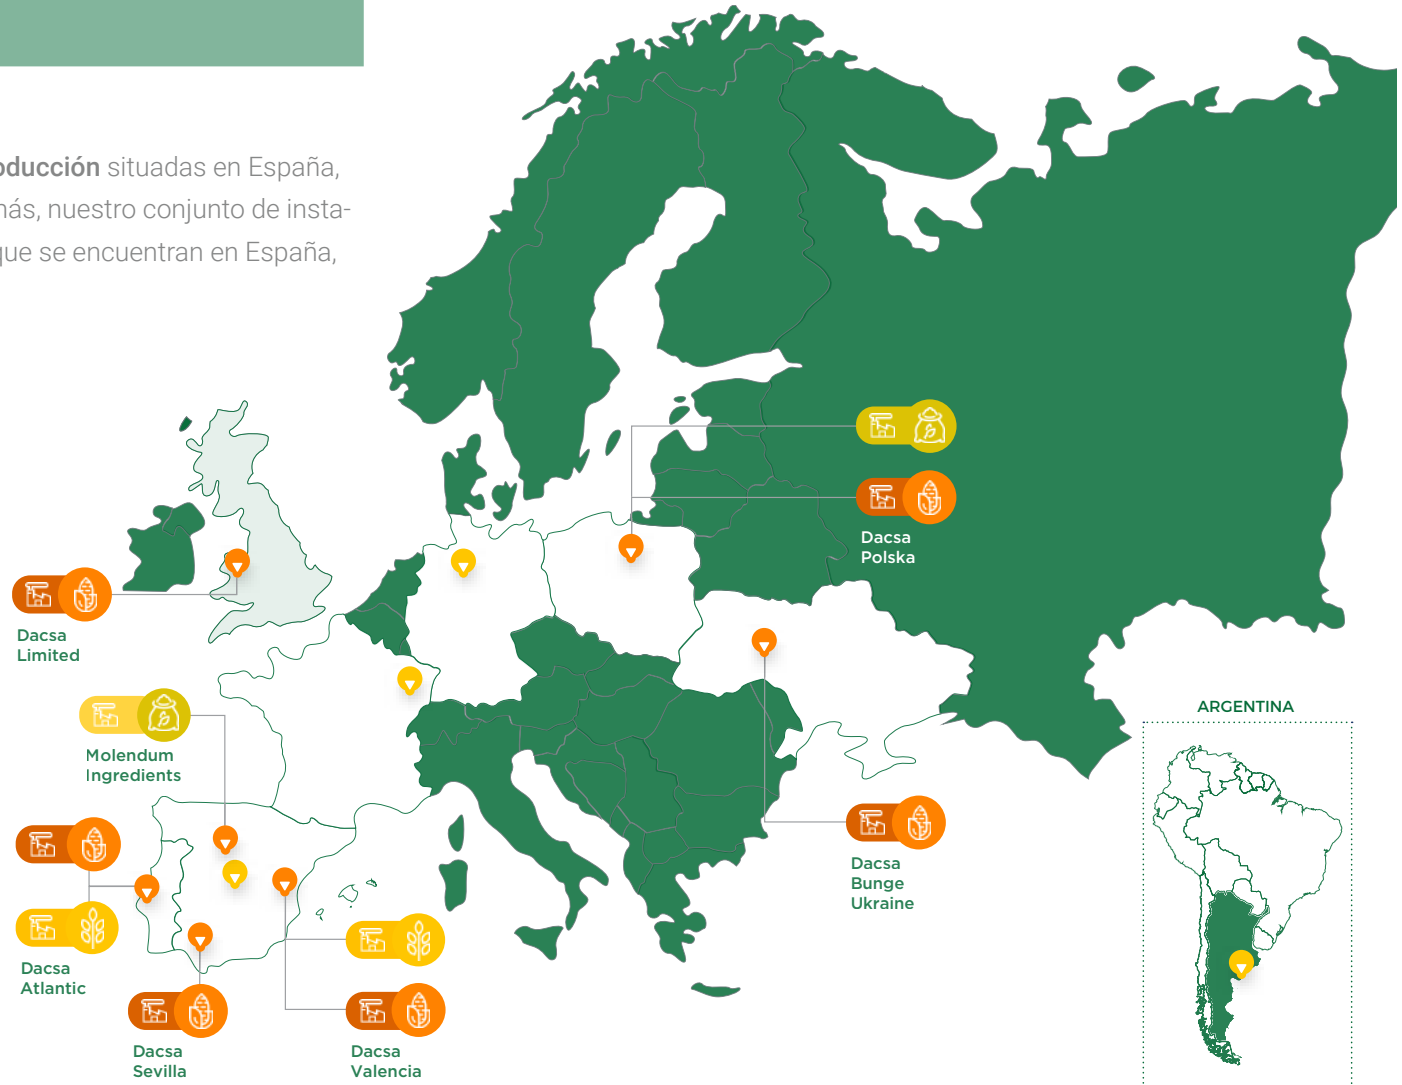 oducción situadas en España,
nás, nuestro conjunto de insta-
que se encuentran en España,
Dacsa
Polska
Dacsa
Limited
Molendum
Ingredients
ARGENTINA
Dacsa
Bunge
Ukraine
Dacsa
Atlantic
Dacsa
Sevilla
Dacsa
Valencia